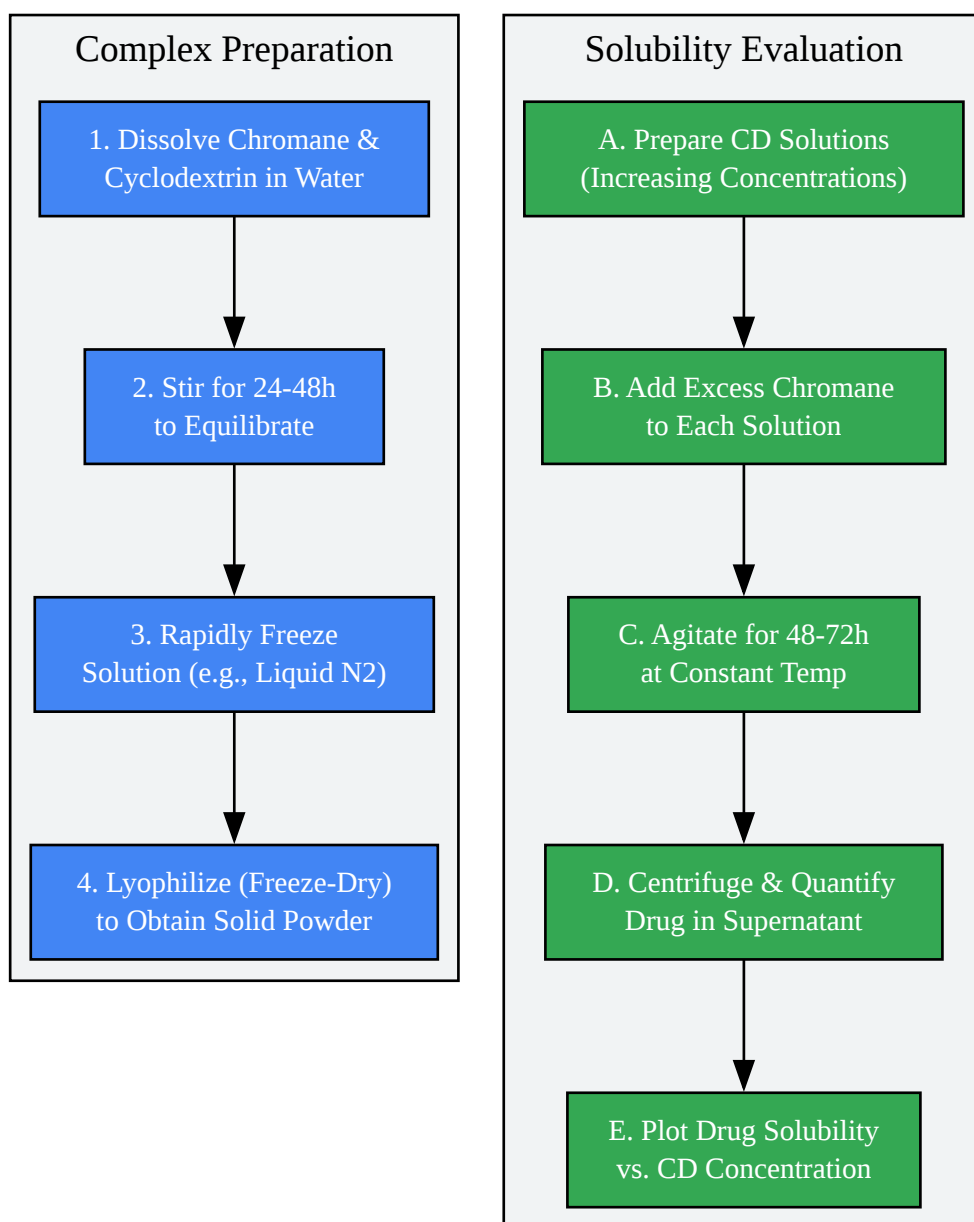 Complex Preparation
1. Dissolve Chromane &
Cyclodextrin in Water
2. Stir for 24-48h
to Equilibrate
3. Rapidly Freeze
Solution (e.g., Liquid N2)
4. Lyophilize (Freeze-Dry)
to Obtain Solid Powder
Solubility Evaluation
A. Prepare CD Solutions
(Increasing Concentrations)
B. Add Excess Chromane
to Each Solution
C. Agitate for 48-72h
at Constant Temp
D. Centrifuge & Quantify
Drug in Supernatant
E. Plot Drug Solubility
vs. CD Concentration